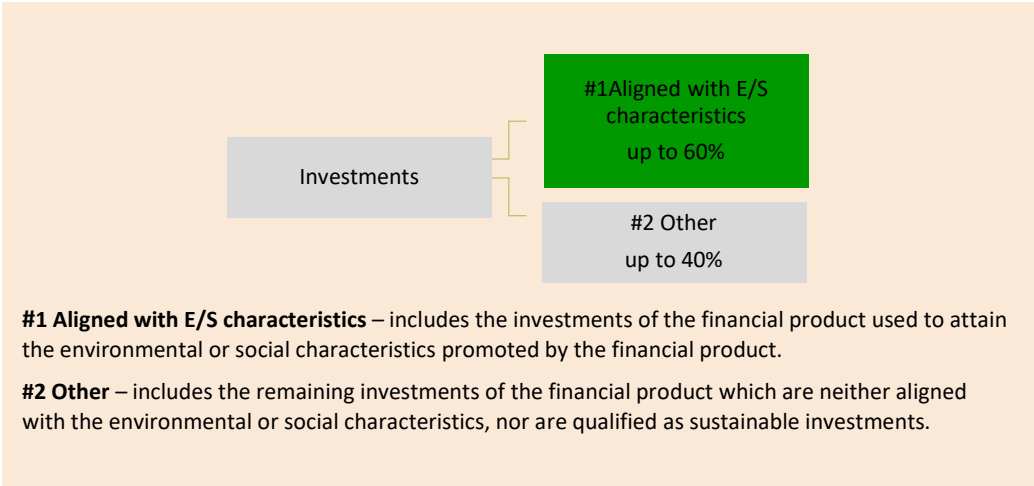 #1Aligned with E/S
characteristics
up to 60%
Investments
#2 Other
up to 40%
#1 Aligned with E/S characteristics – includes the investments of the financial product used to attain
the environmental or social characteristics promoted by the financial product.
#2 Other – includes the remaining investments of the financial product which are neither aligned
with the environmental or social characteristics, nor are qualified as sustainable investments.